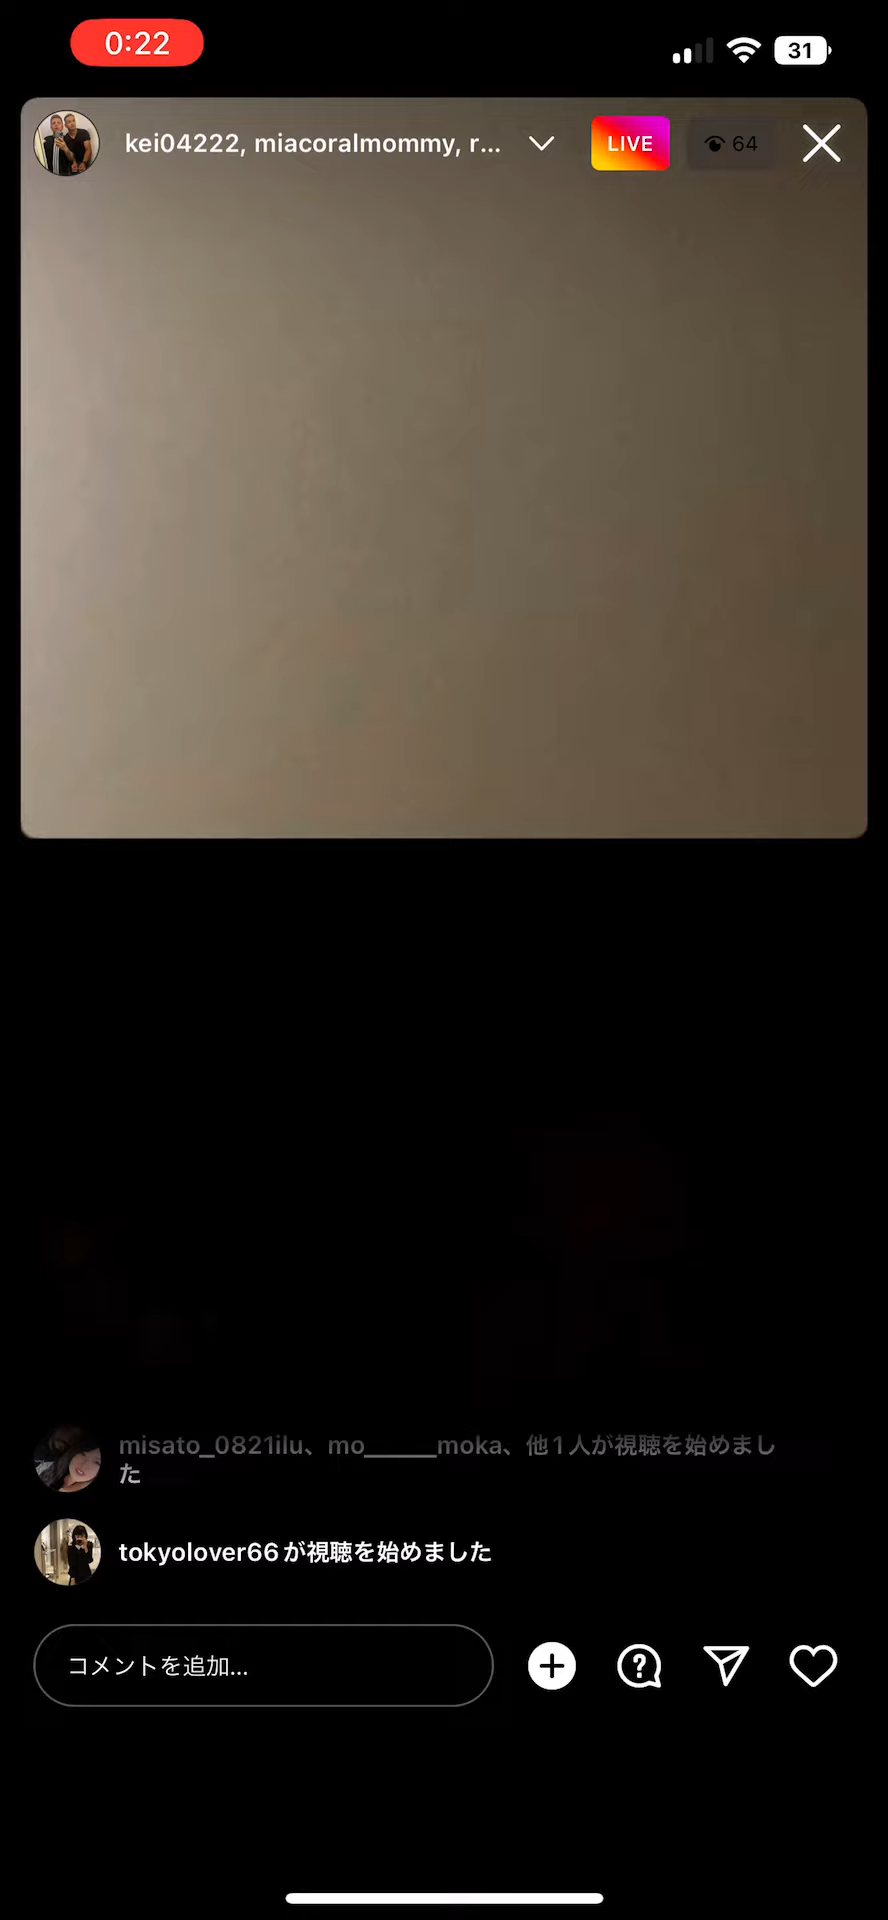 0:22
31
kei04222, miacoralmommy, r...
LIVE
64
misato_0821ilu、mo______moka、他1人が視聴を始めまし
た
tokyolover66が視聴を始めました
コメントを追加...